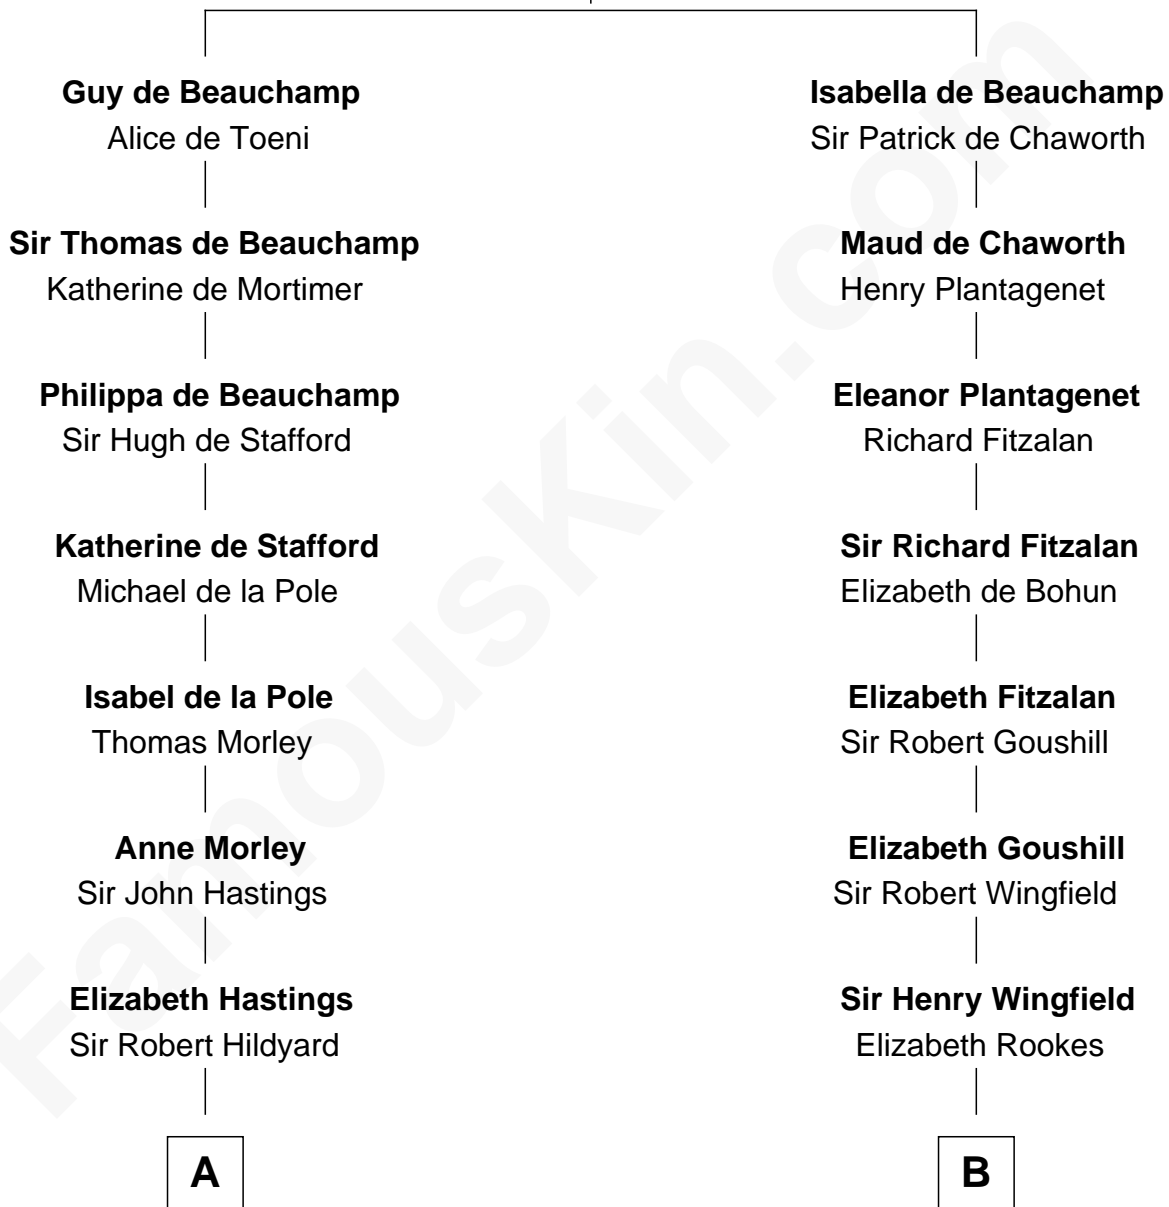 Guy de Beauchamp
Alice de Toeni
Isabella de Beauchamp
Sir Patrick de Chaworth
Sir Thomas de Beauchamp
Katherine de Mortimer
Maud de Chaworth
Henry Plantagenet
Philippa de Beauchamp
Sir Hugh de Stafford
Eleanor Plantagenet
Richard Fitzalan
Katherine de Stafford
Michael de la Pole
Sir Richard Fitzalan
Elizabeth de Bohun
Isabel de la Pole
Thomas Morley
Elizabeth Fitzalan
Sir Robert Goushill
Anne Morley
Sir John Hastings
Elizabeth Goushill
Sir Robert Wingfield
Elizabeth Hastings
Sir Robert Hildyard
Sir Henry Wingfield
Elizabeth Rookes
A
B
FamousKin.com